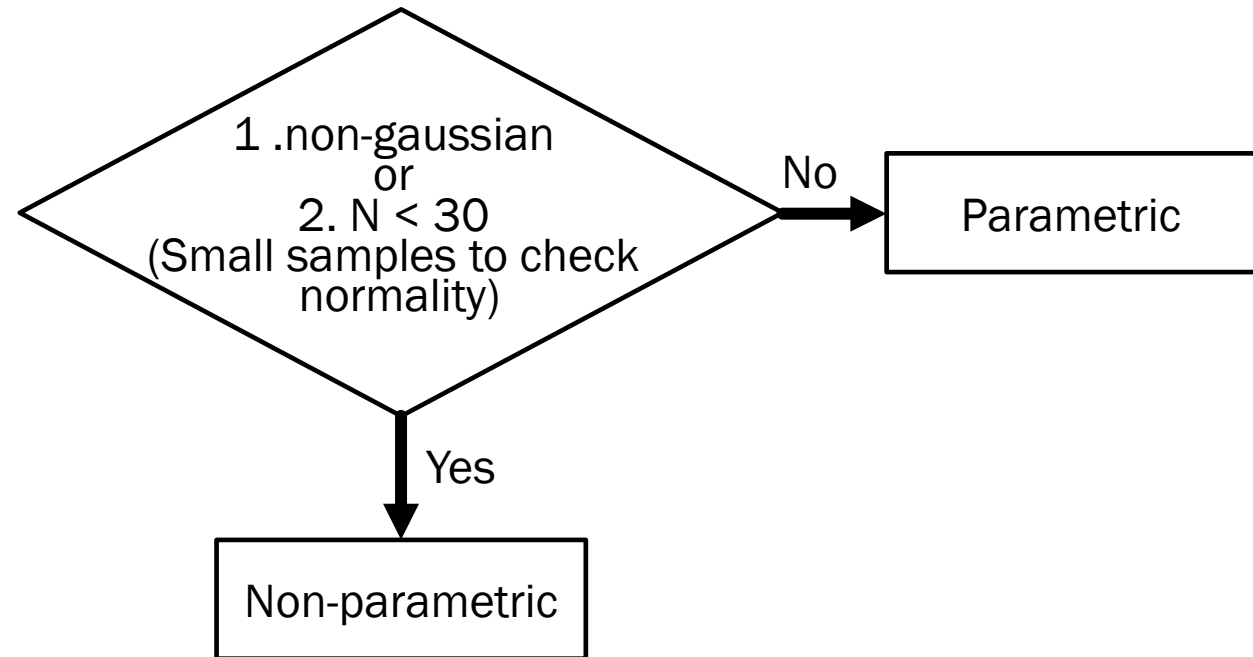 1 .non-gaussian
or
2. N < 30
(Small samples to check
normality)
No
Parametric
Yes
Non-parametric